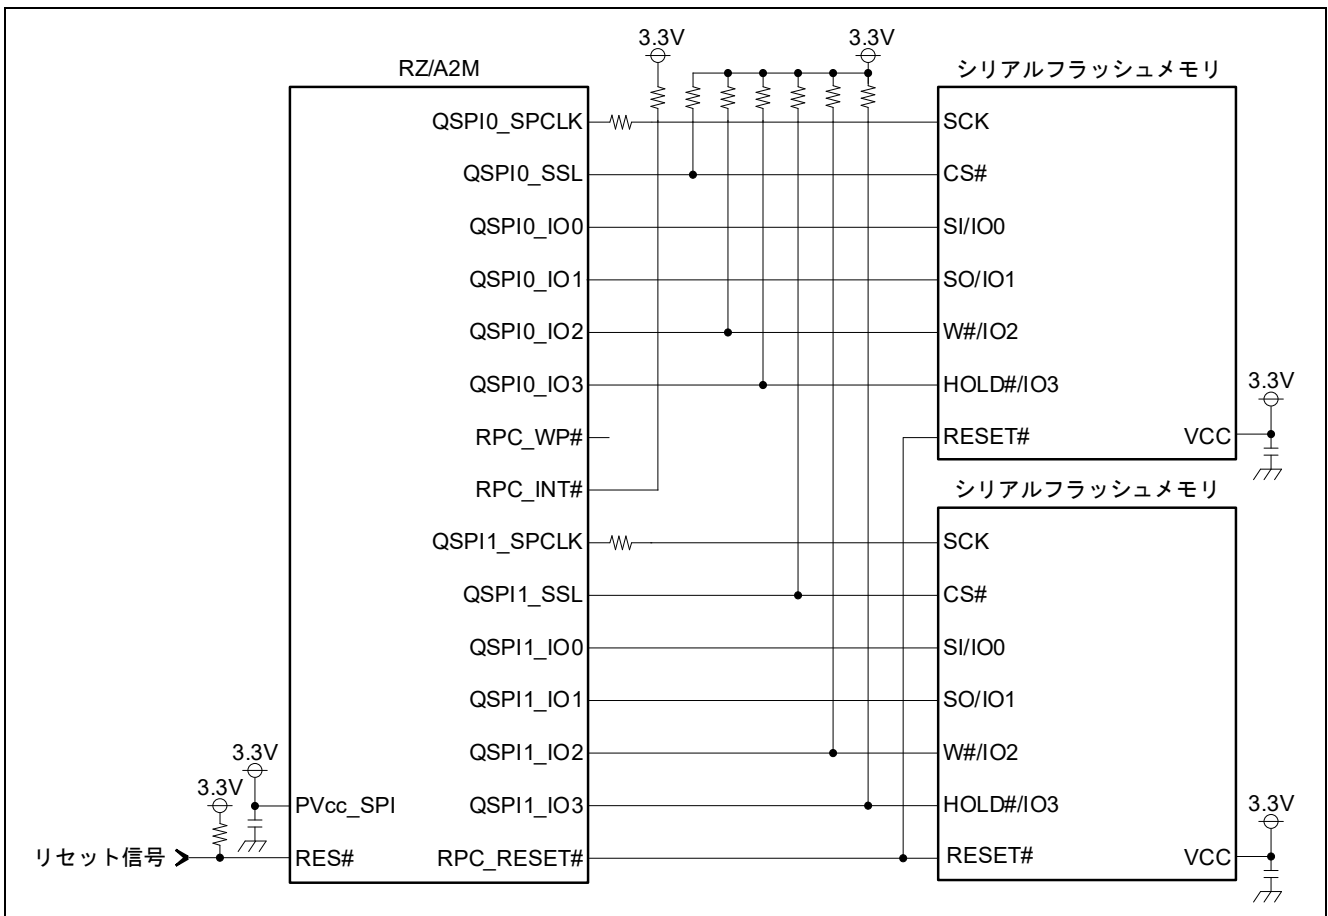 3.3V
3.3V
RZ/A2M
シリアルフラッシュメモリ
QSPI0_SPCLK
SCK
QSPI0_SSL
CS#
QSPI0_IO0
SI/IO0
QSPI0_IO1
SO/IO1
QSPI0_IO2
W#/IO2
QSPI0_IO3
HOLD#/IO3
3.3V
RPC_WP#
RESET#
VCC
RPC_INT#
シリアルフラッシュメモリ
QSPI1_SPCLK
SCK
QSPI1_SSL
CS#
QSPI1_IO0
SI/IO0
QSPI1_IO1
SO/IO1
QSPI1_IO2
W#/IO2
3.3V
3.3V
PVcc_SPI
QSPI1_IO3
HOLD#/IO3
3.3V
リセット信号
RES#
RPC_RESET#
RESET#
VCC